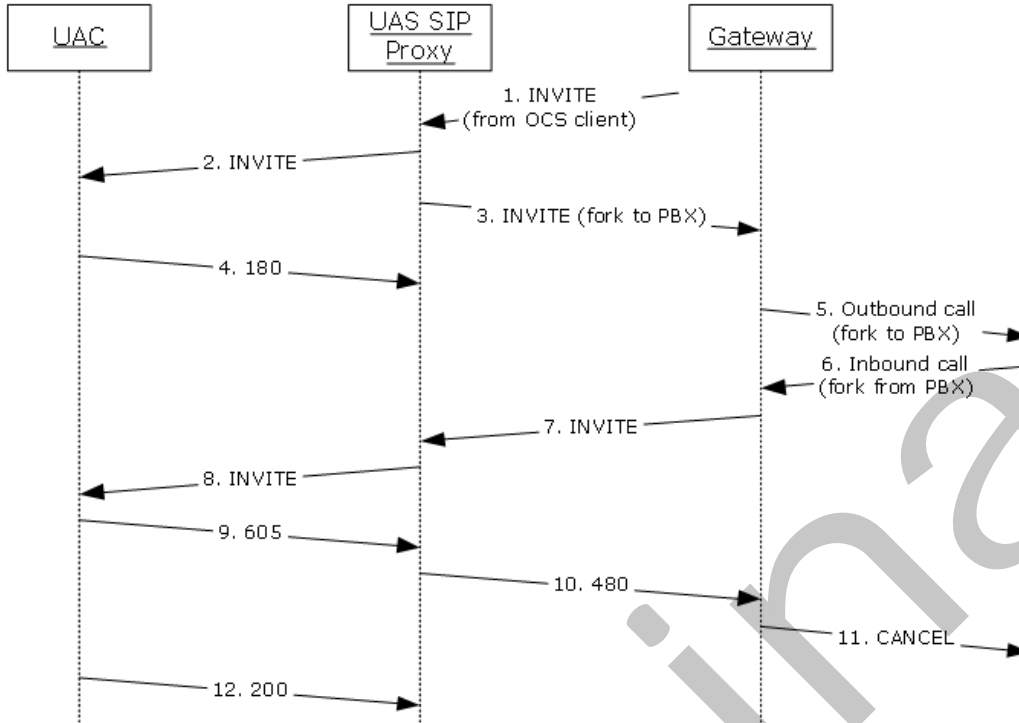 UAC
UAS SIP
Proxy
Gateway
1. INVITE
(from OCS client)
2. INVITE
3. INVITE (fork to PBX)
4. 180
5. Outbound call
(fork to PBX)
6. Inbound call
(fork from PBX)
7. INVITE
8. INVITE
9. 605
10. 480
11. CANCEL
12. 200
ina